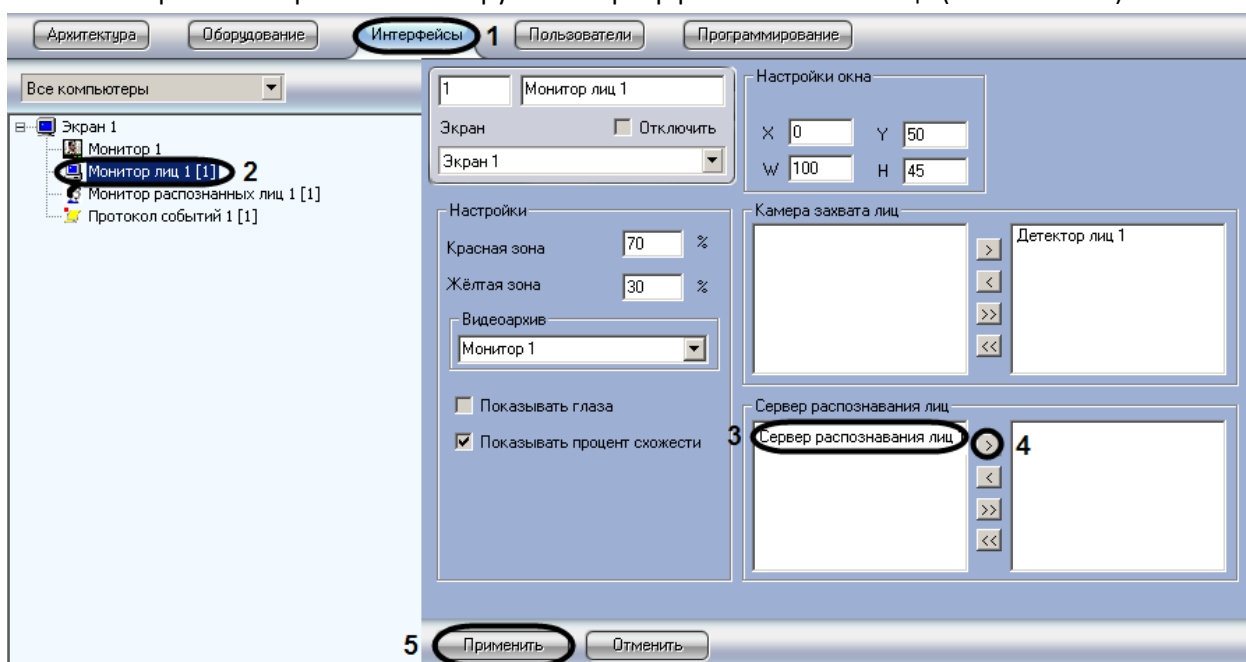 Архитектура Оборудование Интерфейсы 1 Пользователи Программирование
Все компьютеры
Экран 1
Монитор 1
Монитор лиц 1 [1] 2
Монитор распознанных лиц 1 [1]
Протокол событий 1 [1]
1 Монитор лиц 1
Экран Отключить
Экран 1
Настройки окна
X 0 Y 50
W 100 H 45
Настройки
Красная зона 70 %
Жёлтая зона 30 %
Видеоархив
Монитор 1
Показывать глаза
Показывать процент схожести
Камера захвата лиц
Детектор лиц 1
>
<
>>
<<
Сервер распознавания лиц
3 Сервер распознавания лиц 1 > 4
<
>>
<<
5 Применить Отменить